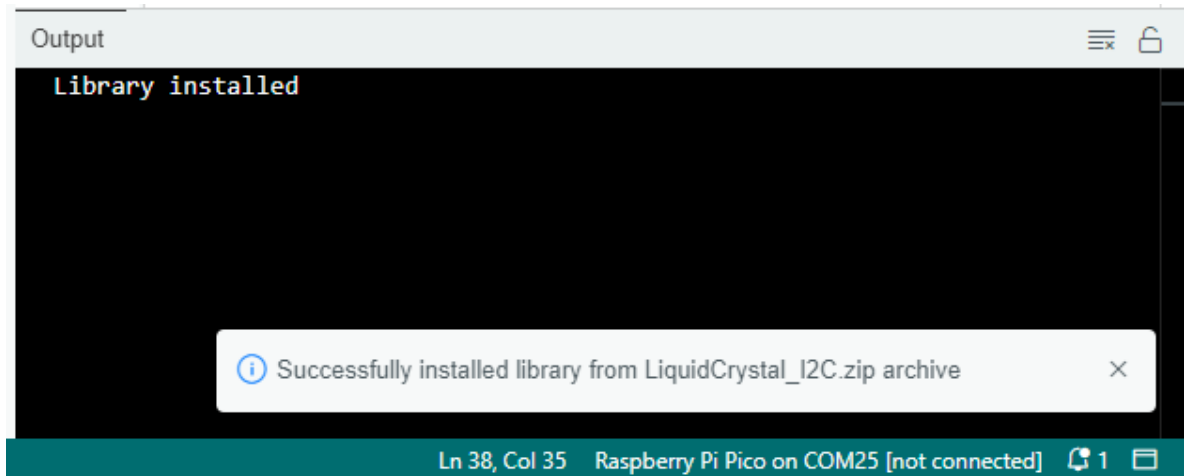 Output
Library installed
Successfully installed library from LiquidCrystal_I2C.zip archive
Ln 38, Col 35 Raspberry Pi Pico on COM25 [not connected] 1